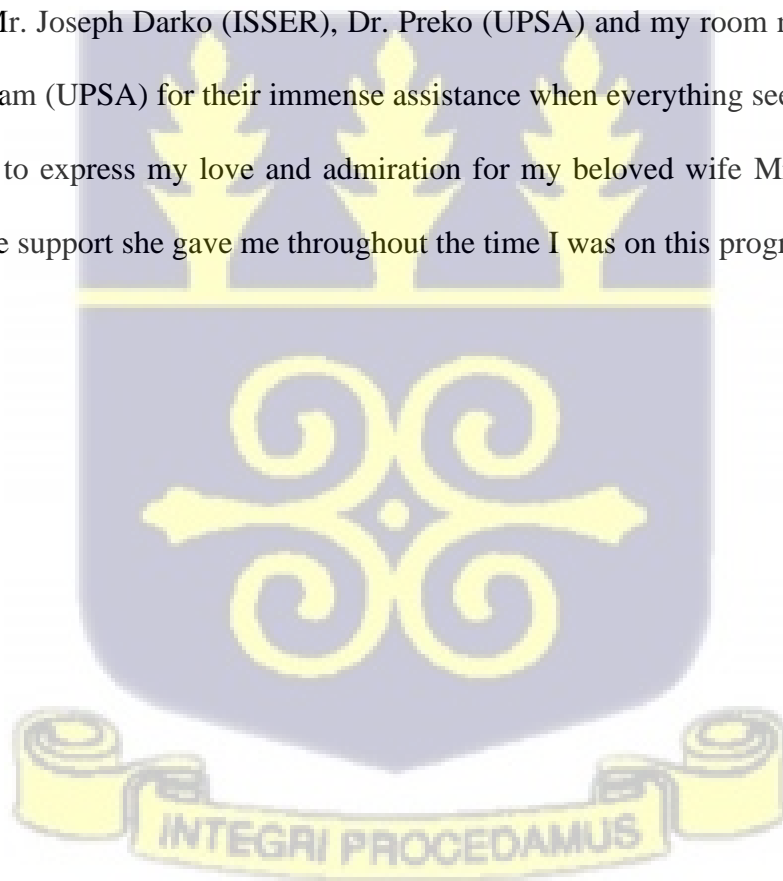 Mr. Joseph Darko (ISSER), Dr. Preko (UPSA) and my room
am (UPSA) for their immense assistance when everything
to express my love and admiration for my beloved wife
support she gave me throughout the time I was on this
INTEGRI PROCEDAMUS